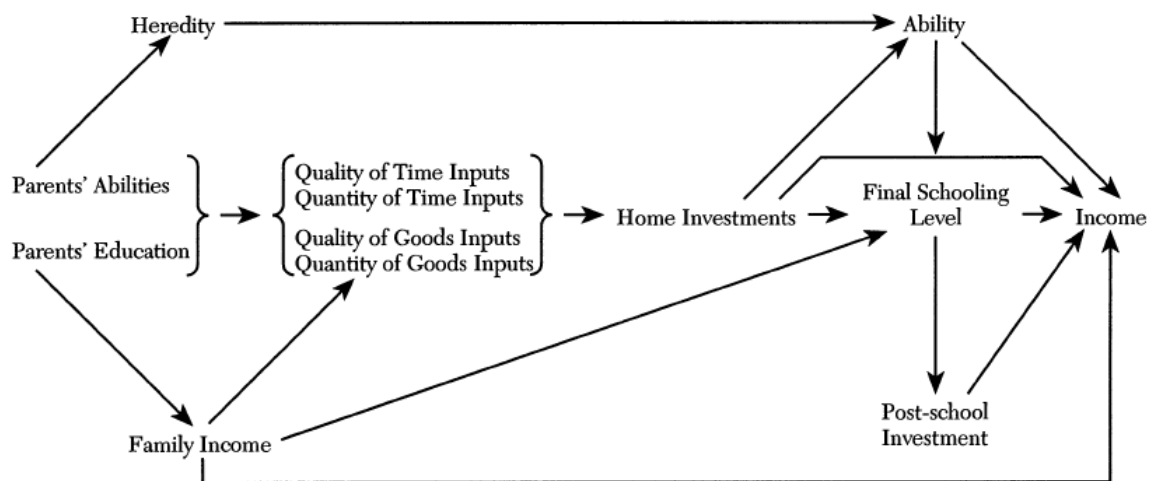 Heredity
Ability
Parents' Abilities
Parents' Education
Quality of Time Inputs
Quantity of Time Inputs
Quality of Goods Inputs
Quantity of Goods Inputs
Home Investments
Final Schooling
Level
Income
Family Income
Post-school
Investment